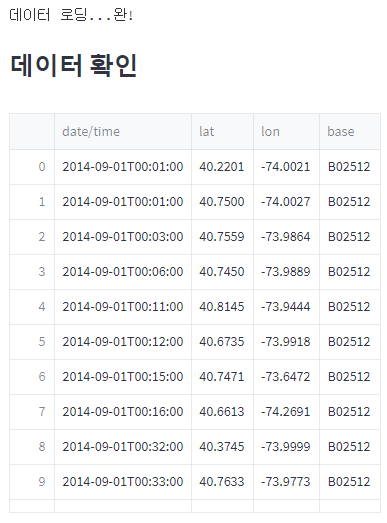 데이터 로딩...완!
데이터 확인
date/time lat lon base
0 2014-09-01T00:01:00 40.2201 -74.0021 B02512
1 2014-09-01T00:01:00 40.7500 -74.0027 B02512
2 2014-09-01T00:03:00 40.7559 -73.9864 B02512
3 2014-09-01T00:06:00 40.7450 -73.9889 B02512
4 2014-09-01T00:11:00 40.8145 -73.9444 B02512
5 2014-09-01T00:12:00 40.6735 -73.9918 B02512
6 2014-09-01T00:15:00 40.7471 -73.6472 B02512
7 2014-09-01T00:16:00 40.6613 -74.2691 B02512
8 2014-09-01T00:32:00 40.3745 -73.9999 B02512
9 2014-09-01T00:33:00 40.7633 -73.9773 B02512